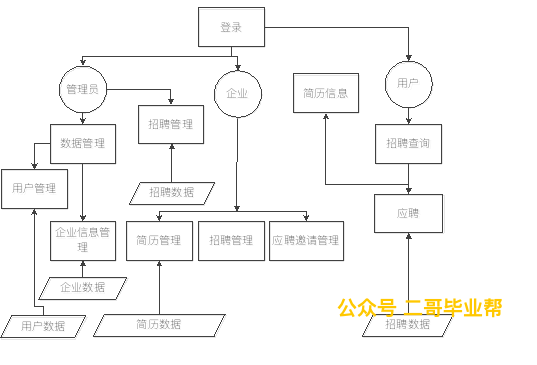 登录
管理员
企业
用户
简历信息
招聘管理
数据管理
招聘查询
用户管理
招聘数据
应聘
企业信息管
理
简历管理
招聘管理
应聘邀请管理
企业数据
公众号 二哥毕业帮
用户数据
简历数据
招聘数据